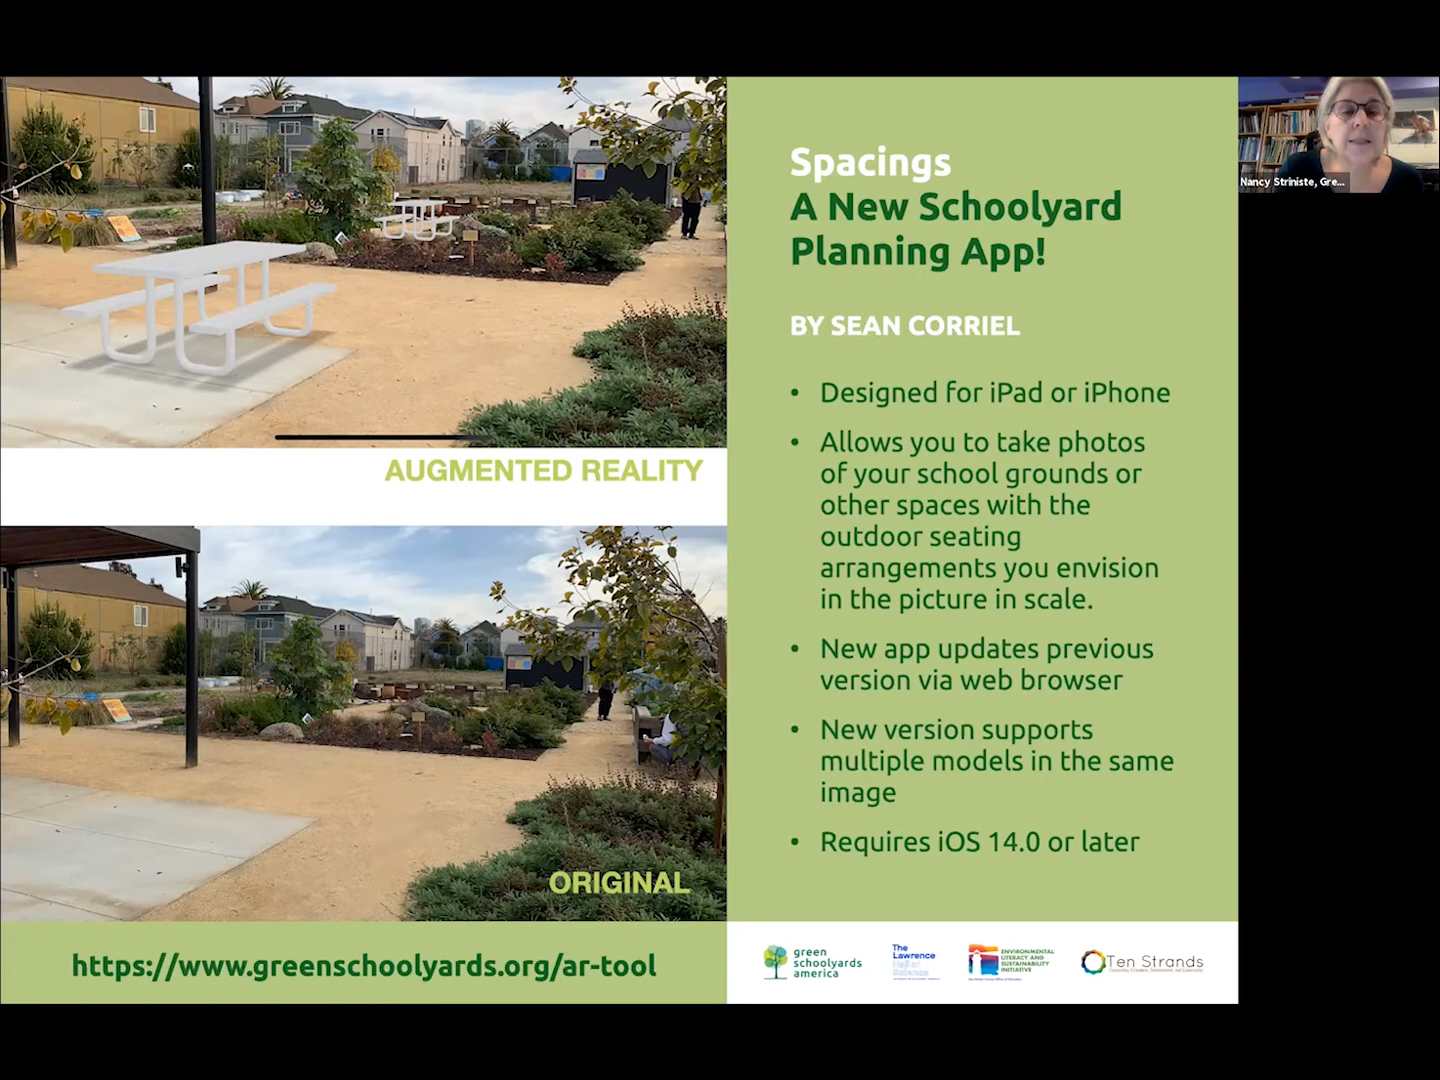 Spacings
A New Schoolyard
Planning App!
BY SEAN CORRIEL
• Designed for iPad or iPhone
• Allows you to take photos
of your school grounds or
other spaces with the
outdoor seating
arrangements you envision
in the picture in scale.
• New app updates previous
version via web browser
• New version supports
multiple models in the same
image
• Requires iOS 14.0 or later
AUGMENTED REALITY
ORIGINAL
https://www.greenschoolyards.org/ar-tool
green
schoolyards
america
The
Lawrence
Hall of
Science
ENVIRONMENTAL
LITERACY AND
SUSTAINABILITY
INITIATIVE
Ten Strands
Nancy Striniste, Gre...